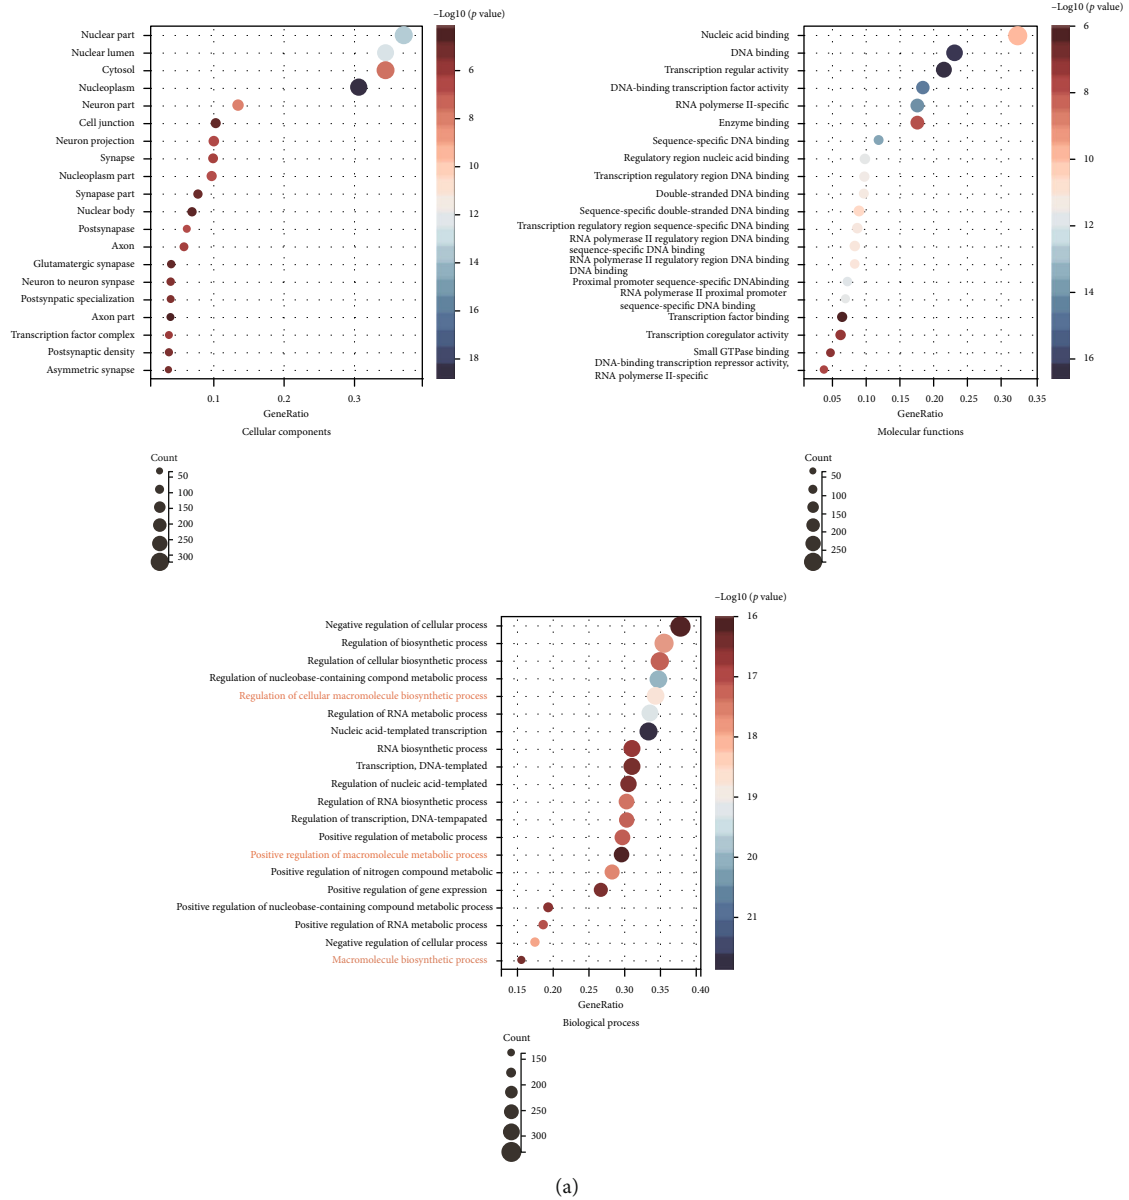 −Log10 (p value)
Nuclear part
Nuclear lumen
Cytosol
Nucleoplasm
Neuron part
Cell junction
Neuron projection
Synapse
Nucleoplasm part
Synapase part
Nuclear body
Postsynapase
Axon
Glutamatergic synapase
Neuron to neuron synpase
Postsynpatic specialization
Axon part
Transcription factor complex
Postsynaptic density
Asymmetric synapse
6
8
10
12
14
16
18
0.1 0.2 0.3
GeneRatio
Cellular components
Count
50
100
150
200
250
300
−Log10 (p value)
Nucleic acid binding
DNA binding
Transcription regular activity
DNA-binding transcription factor activity
RNA polymerse II-specific
Enzyme binding
Sequence-specific DNA binding
Regulatory region nucleic acid binding
Transcription regulatory region DNA binding
Double-stranded DNA binding
Sequence-specific double-stranded DNA binding
Transcription regulatory region sequence-specific DNA binding
RNA polymerase II regulatory region DNA binding
sequence-specific DNA binding
RNA polymerase II regulatory region DNA binding
DNA binding
Proximal promoter sequence-specific DNAbinding
RNA polymerase II proximal promoter
sequence-specific DNA binding
Transcription factor binding
Transcription coregulator activity
Small GTPase binding
DNA-binding transcription repressor activity,
RNA polymerse II-specific
6
8
10
12
14
16
0.05 0.10 0.15 0.20 0.25 0.30 0.35
GeneRatio
Molecular functions
Count
50
100
150
200
250
−Log10 (p value)
Negative regulation of cellular process
Regulation of biosynthetic process
Regulation of cellular biosynthetic process
Regulation of nucleobase-containing compond metabolic process
Regulation of cellular macromolecule biosynthetic process
Regulation of RNA metabolic process
Nucleic acid-templated transcription
RNA biosynthetic process
Transcription, DNA-templated
Regulation of nucleic acid-templated
Regulation of RNA biosynthetic process
Regulation of transcription, DNA-tempapated
Positive regulation of metabolic process
Positive regulation of macromolecule metabolic process
Positive regulation of nitrogen compound metabolic
Positive regulation of gene expression
Positive regulation of nucleobase-containing compound metabolic process
Positive regulation of RNA metabolic process
Negative regulation of cellular process
Macromolecule biosynthetic process
16
17
18
19
20
21
0.15 0.20 0.25 0.30 0.35 0.40
GeneRatio
Biological process
Count
150
200
250
300
(a)